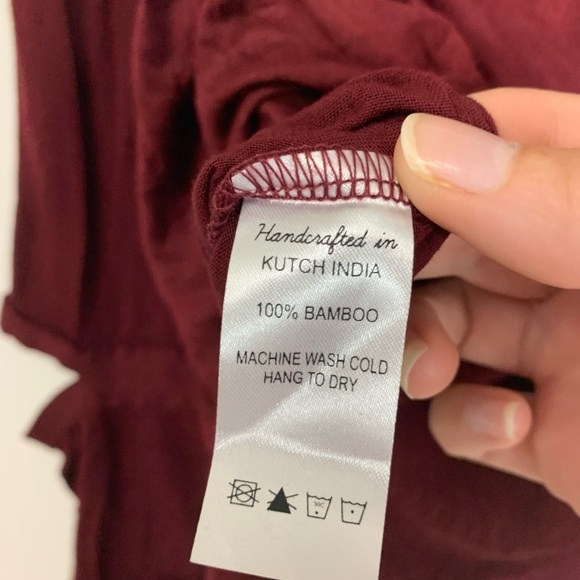 Handcrafted in
KUTCH INDIA
100% BAMBOO
MACHINE WASH COLD
HANG TO DRY